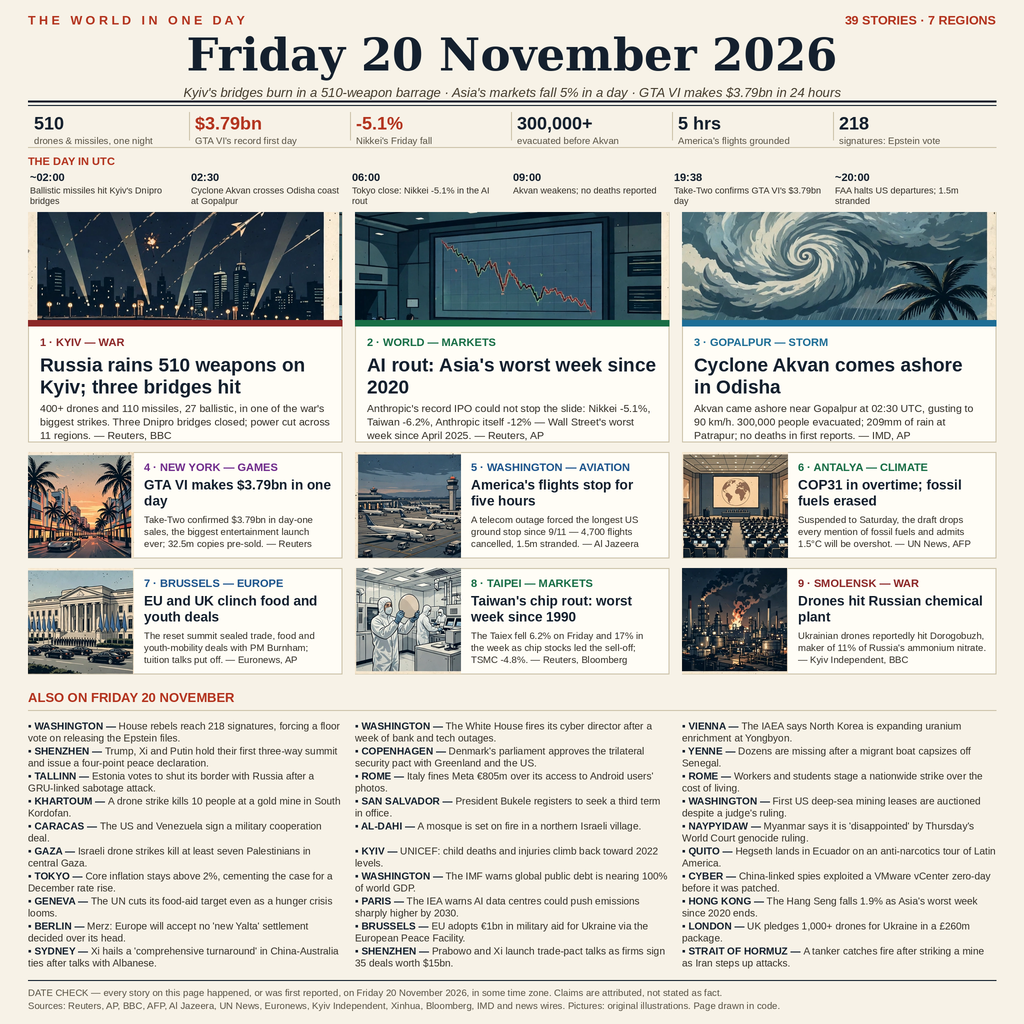 THE WORLD IN ONE DAY
39 STORIES · 7 REGIONS
Friday 20 November 2026
Kyiv's bridges burn in a 510-weapon barrage · Asia's markets fall 5% in a day · GTA VI makes $3.79bn in 24 hours
510
drones & missiles, one night
$3.79bn
GTA VI's record first day
-5.1%
Nikkei's Friday fall
300,000+
evacuated before Akvan
5 hrs
America's flights grounded
218
signatures: Epstein vote
THE DAY IN UTC
~02:00
Ballistic missiles hit Kyiv's Dnipro
bridges
02:30
Cyclone Akvan crosses Odisha coast
at Gopalpur
06:00
Tokyo close: Nikkei -5.1% in the AI
rout
09:00
Akvan weakens; no deaths reported
19:38
Take-Two confirms GTA VI's $3.79bn
day
~20:00
FAA halts US departures; 1.5m
stranded
1 · KYIV — WAR
Russia rains 510 weapons on
Kyiv; three bridges hit
400+ drones and 110 missiles, 27 ballistic, in one of the war's
biggest strikes. Three Dnipro bridges closed; power cut across
11 regions. — Reuters, BBC
2 · WORLD — MARKETS
AI rout: Asia's worst week since
2020
Anthropic's record IPO could not stop the slide: Nikkei -5.1%,
Taiwan -6.2%, Anthropic itself -12% — Wall Street's worst
week since April 2025. — Reuters, AP
3 · GOPALPUR — STORM
Cyclone Akvan comes ashore
in Odisha
Akvan came ashore near Gopalpur at 02:30 UTC, gusting to
90 km/h. 300,000 people evacuated; 209mm of rain at
Patrapur; no deaths in first reports. — IMD, AP
4 · NEW YORK — GAMES
GTA VI makes $3.79bn in one
day
Take-Two confirmed $3.79bn in day-one
sales, the biggest entertainment launch
ever; 32.5m copies pre-sold. — Reuters
5 · WASHINGTON — AVIATION
America's flights stop for
five hours
A telecom outage forced the longest US
ground stop since 9/11 — 4,700 flights
cancelled, 1.5m stranded. — Al Jazeera
6 · ANTALYA — CLIMATE
COP31 in overtime; fossil
fuels erased
Suspended to Saturday, the draft drops
every mention of fossil fuels and admits
1.5°C will be overshot. — UN News, AFP
7 · BRUSSELS — EUROPE
EU and UK clinch food and
youth deals
The reset summit sealed trade, food and
youth-mobility deals with PM Burnham;
tuition talks put off. — Euronews, AP
8 · TAIPEI — MARKETS
Taiwan's chip rout: worst
week since 1990
The Taiex fell 6.2% on Friday and 17% in
the week as chip stocks led the sell-off;
TSMC -4.8%. — Reuters, Bloomberg
9 · SMOLENSK — WAR
Drones hit Russian chemical
plant
Ukrainian drones reportedly hit Dorogobuzh,
maker of 11% of Russia's ammonium nitrate.
— Kyiv Independent, BBC
ALSO ON FRIDAY 20 NOVEMBER
▪ WASHINGTON — House rebels reach 218 signatures, forcing a floor
vote on releasing the Epstein files.
▪ SHENZHEN — Trump, Xi and Putin hold their first three-way summit
and issue a four-point peace declaration.
▪ TALLINN — Estonia votes to shut its border with Russia after a
GRU-linked sabotage attack.
▪ KHARTOUM — A drone strike kills 10 people at a gold mine in South
Kordofan.
▪ CARACAS — The US and Venezuela sign a military cooperation
deal.
▪ GAZA — Israeli drone strikes kill at least seven Palestinians in
central Gaza.
▪ TOKYO — Core inflation stays above 2%, cementing the case for a
December rate rise.
▪ GENEVA — The UN cuts its food-aid target even as a hunger crisis
looms.
▪ BERLIN — Merz: Europe will accept no 'new Yalta' settlement
decided over its head.
▪ SYDNEY — Xi hails a 'comprehensive turnaround' in China-Australia
ties after talks with Albanese.
▪ WASHINGTON — The White House fires its cyber director after a
week of bank and tech outages.
▪ COPENHAGEN — Denmark's parliament approves the trilateral
security pact with Greenland and the US.
▪ ROME — Italy fines Meta €805m over its access to Android users'
photos.
▪ SAN SALVADOR — President Bukele registers to seek a third term
in office.
▪ AL-DAHI — A mosque is set on fire in a northern Israeli village.
▪ KYIV — UNICEF: child deaths and injuries climb back toward 2022
levels.
▪ WASHINGTON — The IMF warns global public debt is nearing 100%
of world GDP.
▪ PARIS — The IEA warns AI data centres could push emissions
sharply higher by 2030.
▪ BRUSSELS — EU adopts €1bn in military aid for Ukraine via the
European Peace Facility.
▪ SHENZHEN — Prabowo and Xi launch trade-pact talks as firms sign
35 deals worth $15bn.
▪ VIENNA — The IAEA says North Korea is expanding uranium
enrichment at Yongbyon.
▪ YENNE — Dozens are missing after a migrant boat capsizes off
Senegal.
▪ ROME — Workers and students stage a nationwide strike over the
cost of living.
▪ WASHINGTON — First US deep-sea mining leases are auctioned
despite a judge's ruling.
▪ NAYPYIDAW — Myanmar says it is 'disappointed' by Thursday's
World Court genocide ruling.
▪ QUITO — Hegseth lands in Ecuador on an anti-narcotics tour of Latin
America.
▪ CYBER — China-linked spies exploited a VMware vCenter zero-day
before it was patched.
▪ HONG KONG — The Hang Seng falls 1.9% as Asia's worst week
since 2020 ends.
▪ LONDON — UK pledges 1,000+ drones for Ukraine in a £260m
package.
▪ STRAIT OF HORMUZ — A tanker catches fire after striking a mine
as Iran steps up attacks.
DATE CHECK — every story on this page happened, or was first reported, on Friday 20 November 2026, in some time zone. Claims are attributed, not stated as fact.
Sources: Reuters, AP, BBC, AFP, Al Jazeera, UN News, Euronews, Kyiv Independent, Xinhua, Bloomberg, IMD and news wires. Pictures: original illustrations. Page drawn in code.